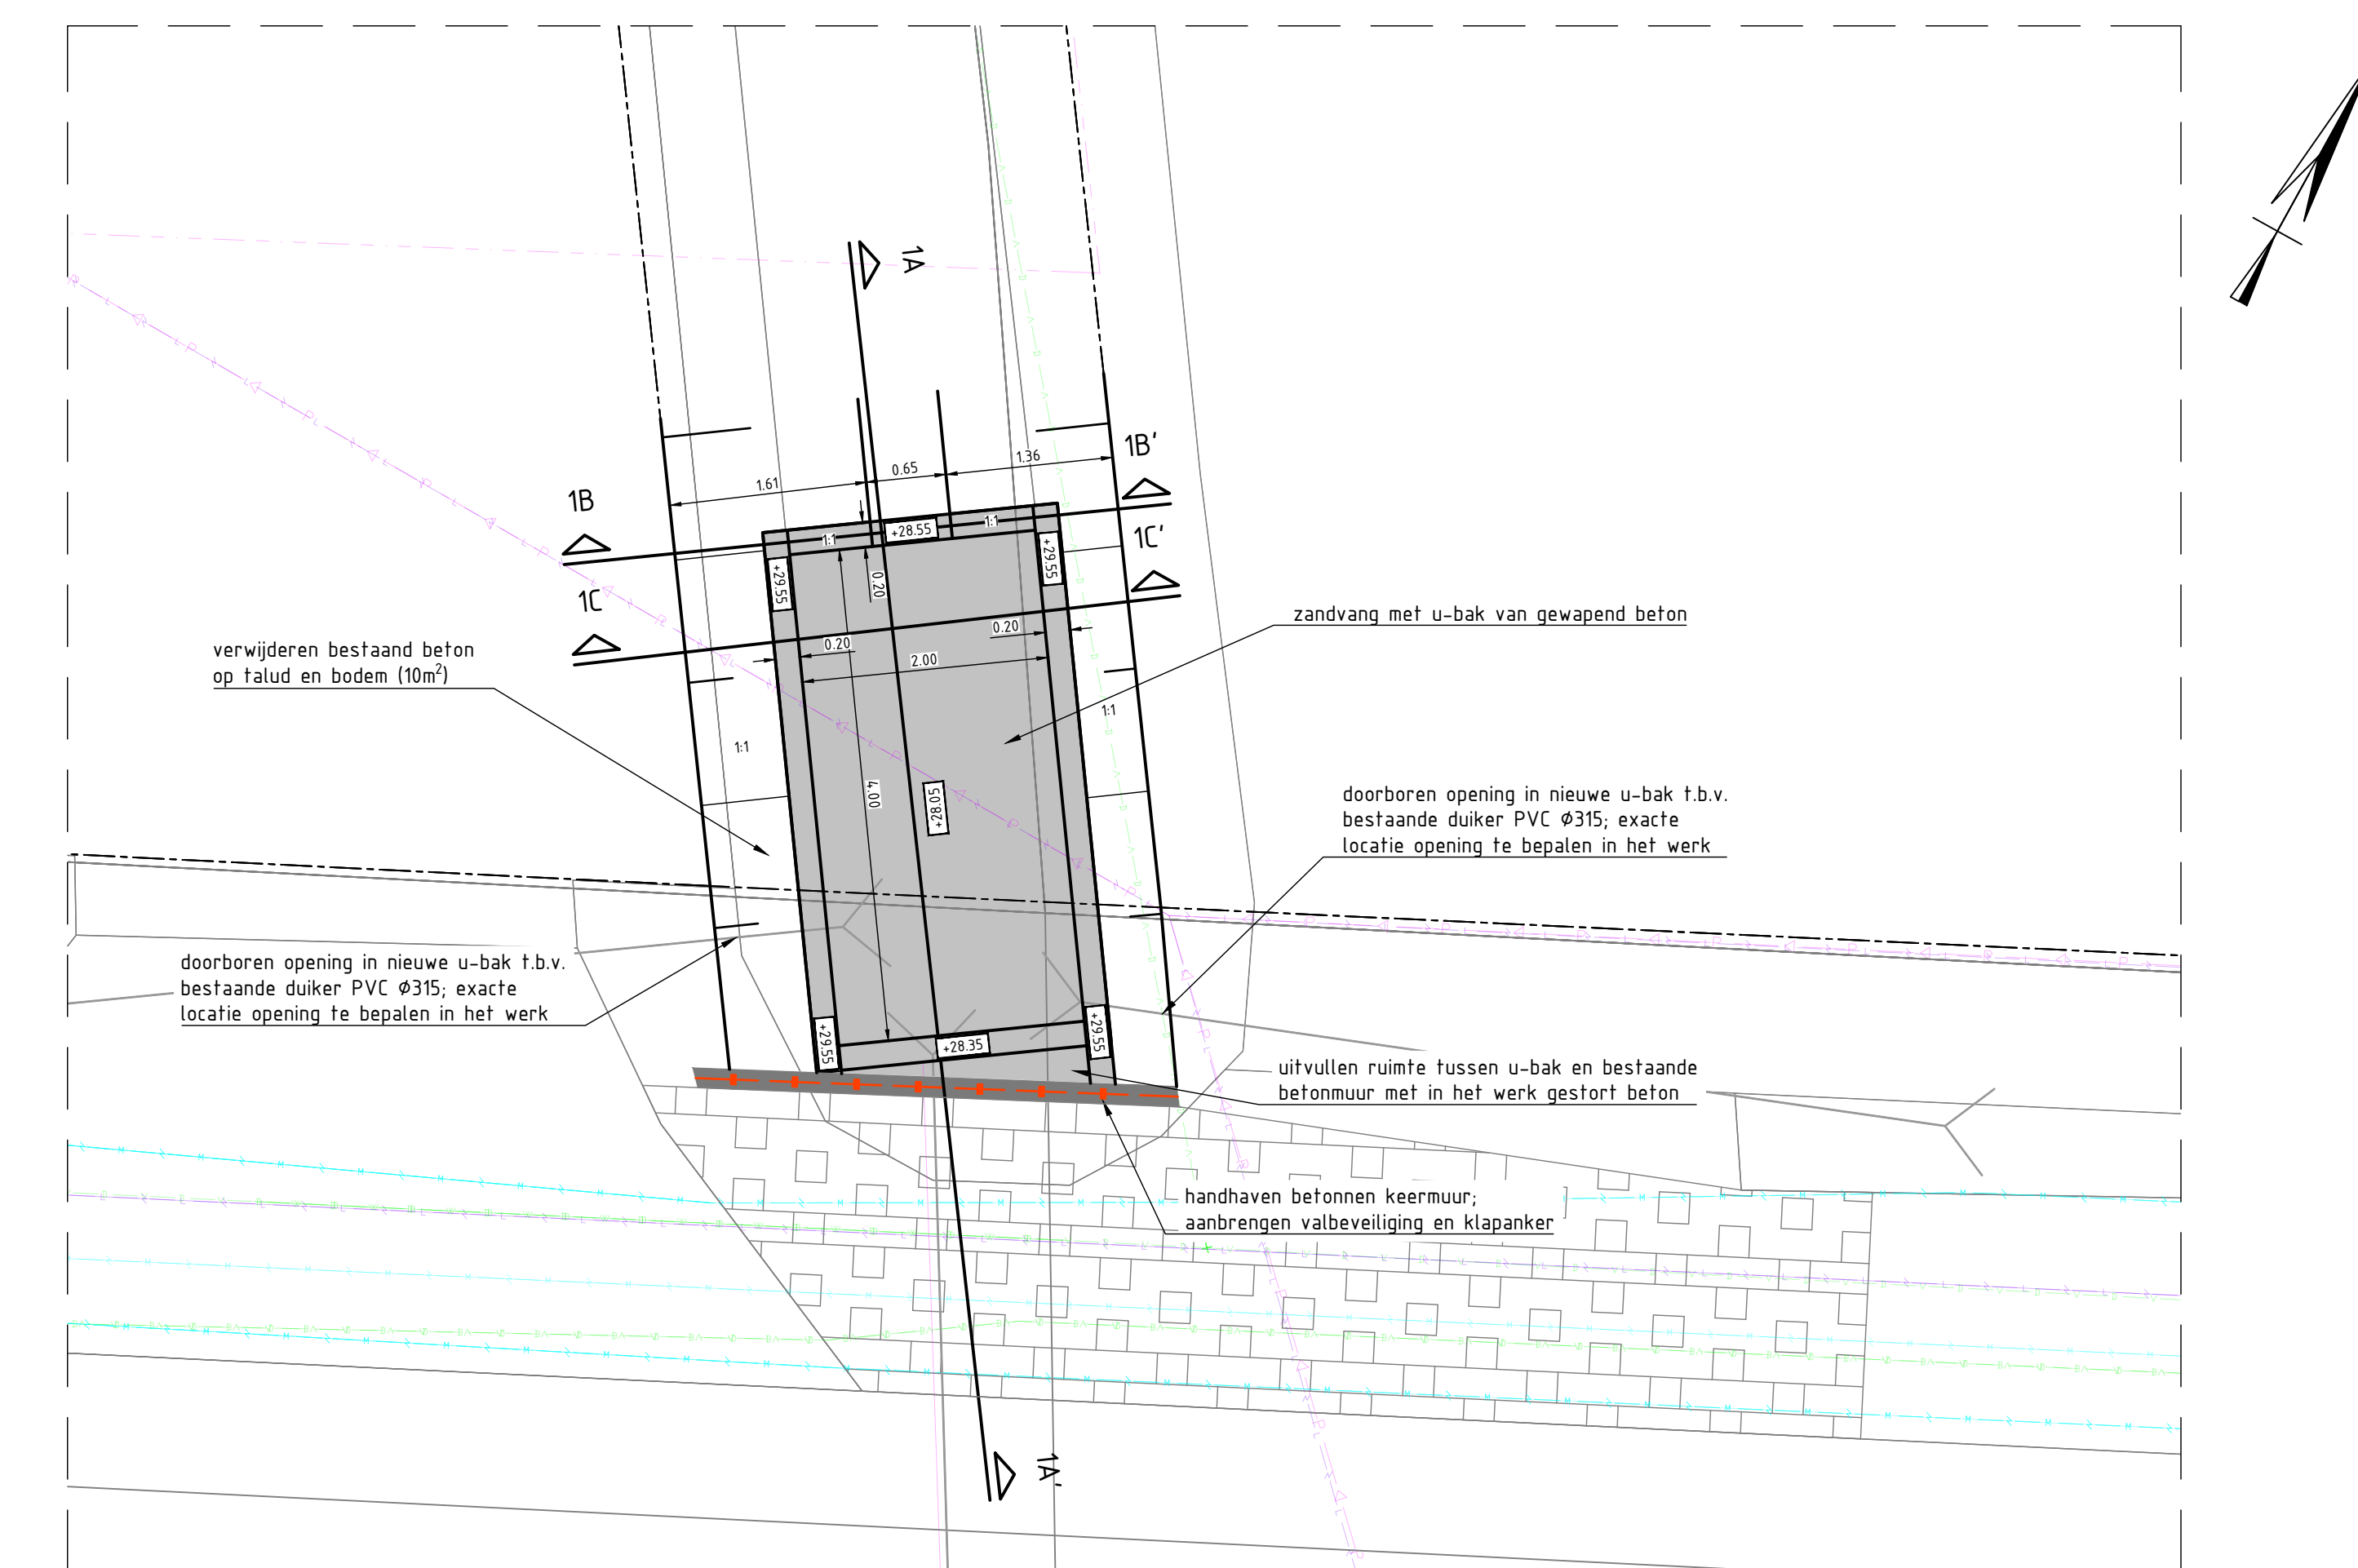 1A
1B'
1.36
0.65
1.61
1B
1:1
+28.55
1:1
1C'
+29.55
+29.55
0.20
1C
0.20
0.20
2.00
zandvang met u-bak van gewapend beton
verwijderen bestaand beton
op talud en bodem (10m²)
1:1
1:1
4.00
+28.05
doorboren opening in nieuwe u-bak t.b.v.
bestaande duiker PVC Ø315; exacte
locatie opening te bepalen in het werk
doorboren opening in nieuwe u-bak t.b.v.
bestaande duiker PVC Ø315; exacte
locatie opening te bepalen in het werk
+29.55
+28.35
+29.55
uitvullen ruimte tussen u-bak en bestaande
betonmuur met in het werk gestort beton
handhaven betonnen keermuur;
aanbrengen valbeveiliging en klapanker
1A'